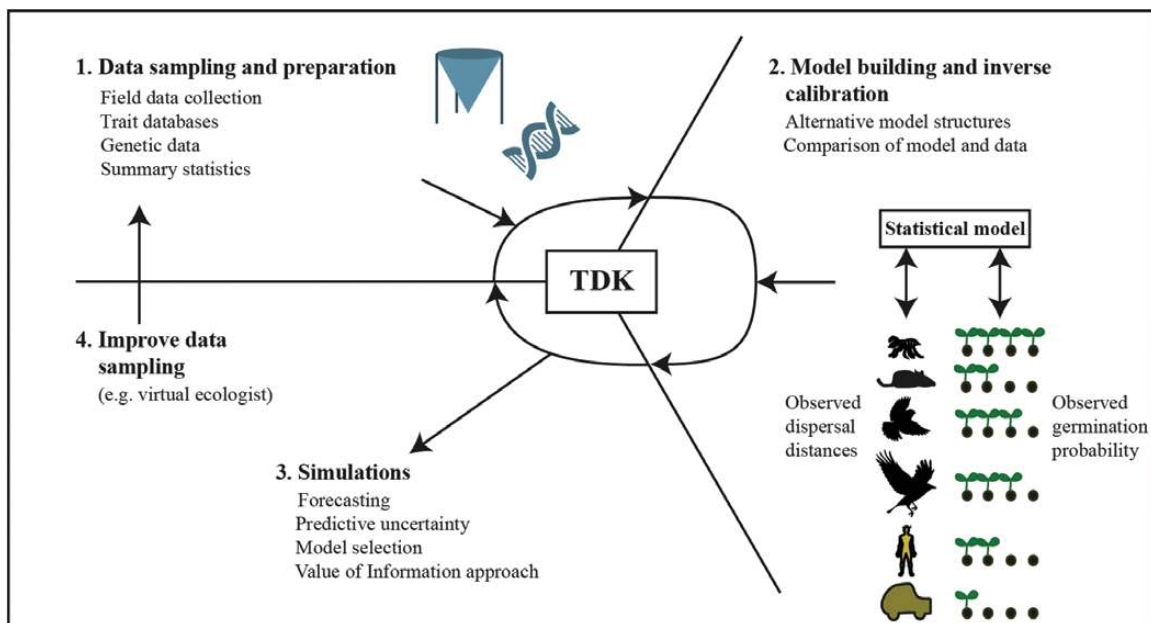 1. Data sampling and preparation
Field data collection
Trait databases
Genetic data
Summary statistics
2. Model building and inverse
calibration
Alternative model structures
Comparison of model and data
Statistical model
TDK
4. Improve data
sampling
(e.g. virtual ecologist)
Observed
dispersal
distances
Observed
germination
probability
3. Simulations
Forecasting
Predictive uncertainty
Model selection
Value of Information approach